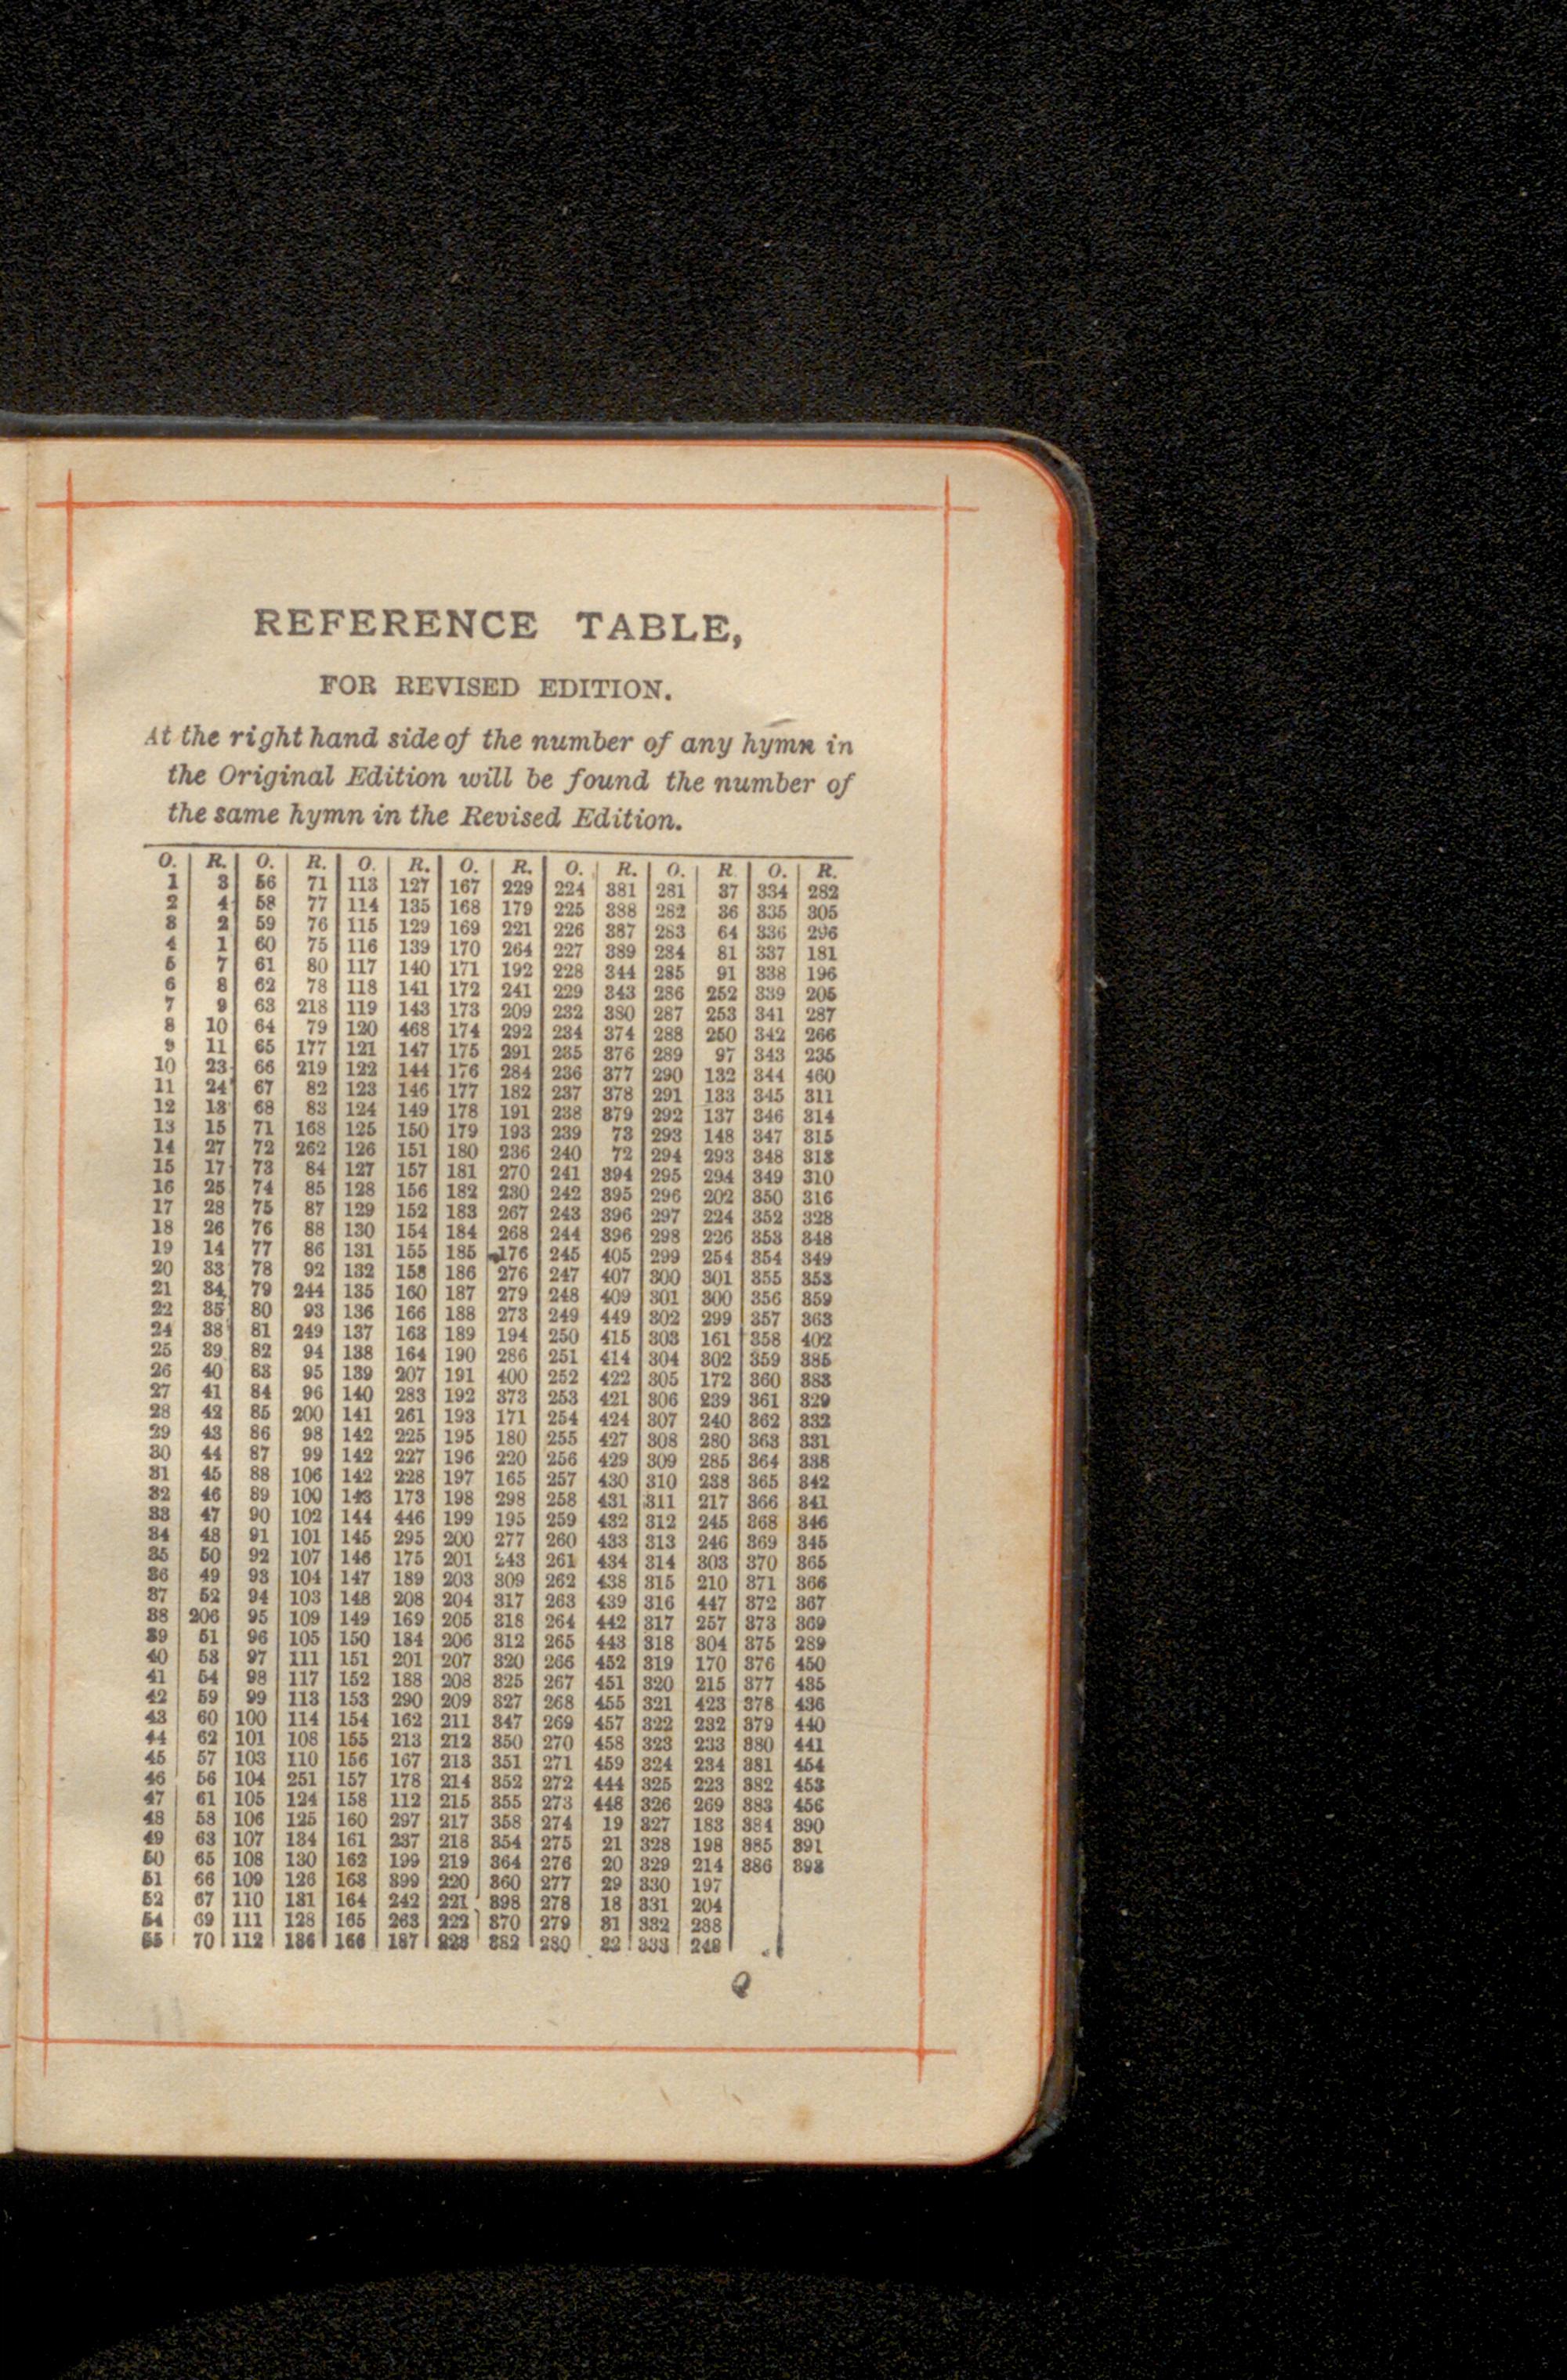 REFERENCE TABLE,
FOR REVISED EDITION.
At the right hand side of the number of any hymn in
the Original Edition will be found the number of
the same hymn in the Revised Edition.
O. R. O. R. O. R. O. R. O. R. O. R. O. R.
1 3 56 71 113 127 167 229 224 381 281 37 334 282
2 4 58 77 114 135 168 179 225 388 282 36 335 305
3 2 59 76 115 129 169 221 226 387 283 64 336 296
4 1 60 75 116 139 170 264 227 389 284 81 337 181
5 7 61 80 117 140 171 192 228 344 285 91 338 196
6 8 62 78 118 141 172 241 229 343 286 252 339 205
7 9 63 218 119 143 173 209 232 380 287 253 341 287
8 10 64 79 120 468 174 292 234 374 288 250 342 266
9 11 65 177 121 147 175 291 235 376 289 97 343 235
10 23 66 219 122 144 176 284 236 377 290 132 344 460
11 24 67 82 123 146 177 182 237 378 291 133 345 311
12 13 68 83 124 149 178 191 238 379 292 137 346 314
13 15 71 168 125 150 179 193 239 73 293 148 347 315
14 27 72 262 126 151 180 236 240 72 294 293 348 313
15 17 73 84 127 157 181 270 241 394 295 294 349 310
16 25 74 85 128 156 182 230 242 395 296 202 350 316
17 28 75 87 129 152 183 267 243 396 297 224 352 328
18 26 76 88 130 154 184 268 244 396 298 226 353 348
19 14 77 86 131 155 185 176 245 405 299 254 354 349
20 33 78 92 132 158 186 276 247 407 300 301 355 353
21 34 79 244 135 160 187 279 248 409 301 300 356 359
22 35 80 93 136 166 188 273 249 449 302 299 357 363
24 38 81 249 137 163 189 194 250 415 303 161 358 402
25 39 82 94 138 164 190 286 251 414 304 302 359 385
26 40 83 95 139 207 191 400 252 422 305 172 360 383
27 41 84 96 140 283 192 373 253 421 306 239 361 329
28 42 85 200 141 261 193 171 254 424 307 240 362 332
29 43 86 98 142 225 195 180 255 427 308 280 363 331
30 44 87 99 142 227 196 220 256 429 309 285 364 338
31 45 88 106 142 228 197 165 257 430 310 238 365 342
32 46 89 100 143 173 198 298 258 431 311 217 366 341
33 47 90 102 144 446 199 195 259 432 312 245 368 346
34 48 91 101 145 295 200 277 260 433 313 246 369 345
35 50 92 107 146 175 201 243 261 434 314 303 370 365
36 49 93 104 147 189 203 309 262 438 315 210 371 366
37 52 94 103 148 208 204 317 263 439 316 447 372 367
38 206 95 109 149 169 205 318 264 442 317 257 373 369
39 51 96 105 150 184 206 312 265 443 318 304 375 289
40 53 97 111 151 201 207 320 266 452 319 170 376 450
41 54 98 117 152 188 208 325 267 451 320 215 377 435
42 59 99 113 153 290 209 327 268 455 321 423 378 436
43 60 100 114 154 162 211 347 269 457 322 232 379 440
44 62 101 108 155 213 212 350 270 458 323 233 380 441
45 57 103 110 156 167 213 351 271 459 324 234 381 454
46 56 104 251 157 178 214 352 272 444 325 223 382 453
47 61 105 124 158 112 215 355 273 448 326 269 383 456
48 58 106 125 160 297 217 358 274 19 327 183 384 390
49 63 107 134 161 237 218 354 275 21 328 198 385 391
50 65 108 130 162 199 219 364 276 20 329 214 386 393
51 66 109 126 163 399 220 360 277 29 330 197
52 67 110 131 164 242 221 398 278 18 331 204
54 69 111 128 165 263 222 370 279 31 332 288
55 70 112 136 166 187 223 382 280 32 333 248